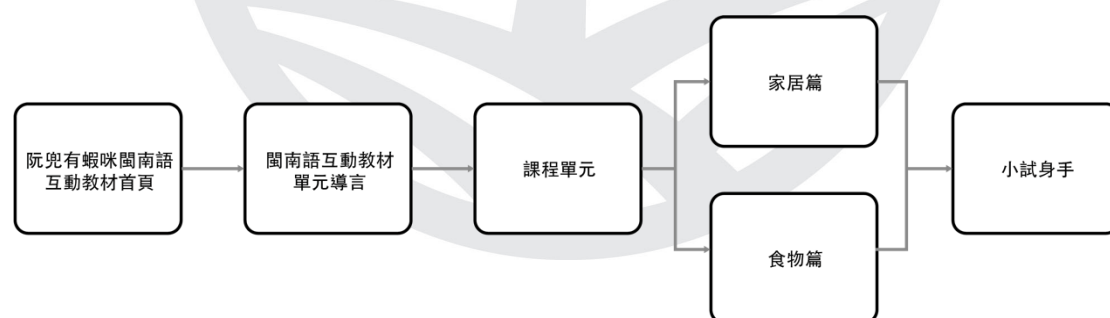 阮兜有蝦咪閩南語
互動教材首頁
閩南語互動教材
單元導言
課程單元
家居篇
食物篇
小試身手